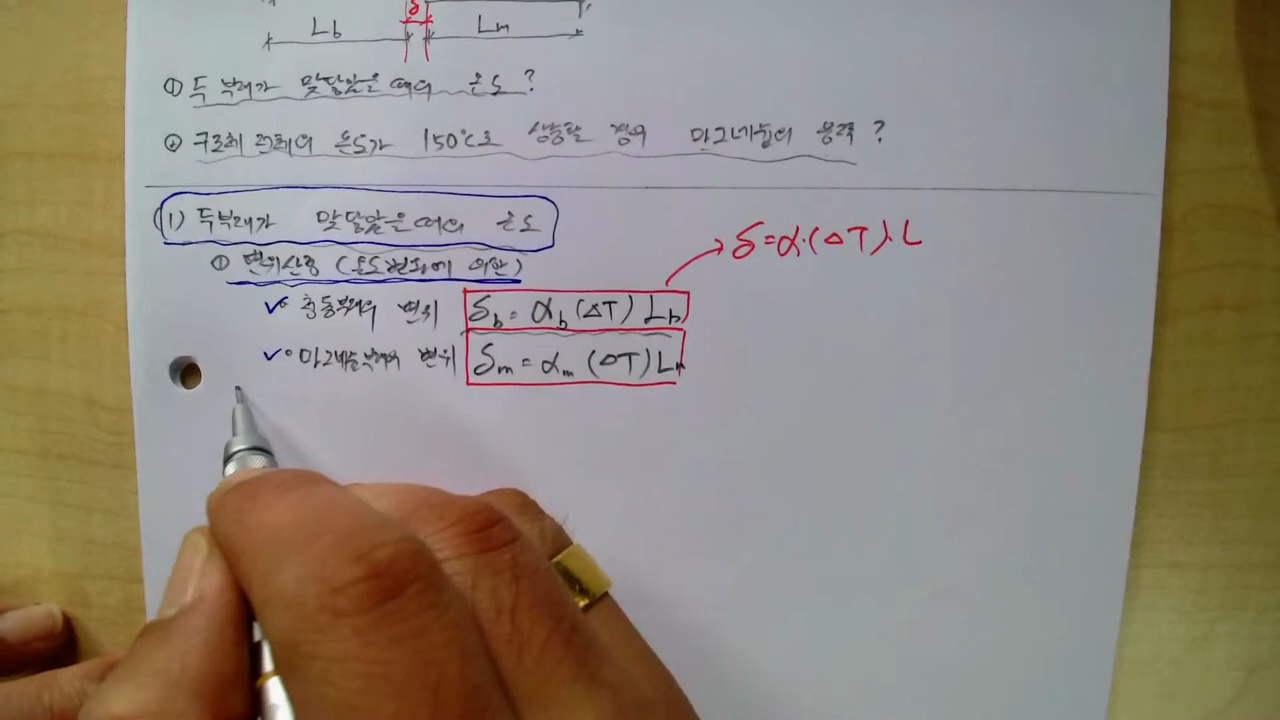 δ
Lb Lm
① 두 부재가 맞닿았을 때의 온도?
② 구조체 전체의 온도가 150℃로 상승할 경우 마그네슘의 응력?
(1) 두부재가 맞닿았을때의 온도
① 변위산정 (온도변화에 의한)
δ=α·(ΔT)·L
✓∘ 청동부재의 변위 δb = αb (ΔT) Lb
✓∘ 마그네슘부재의 변위 δm = αm (ΔT) Lm